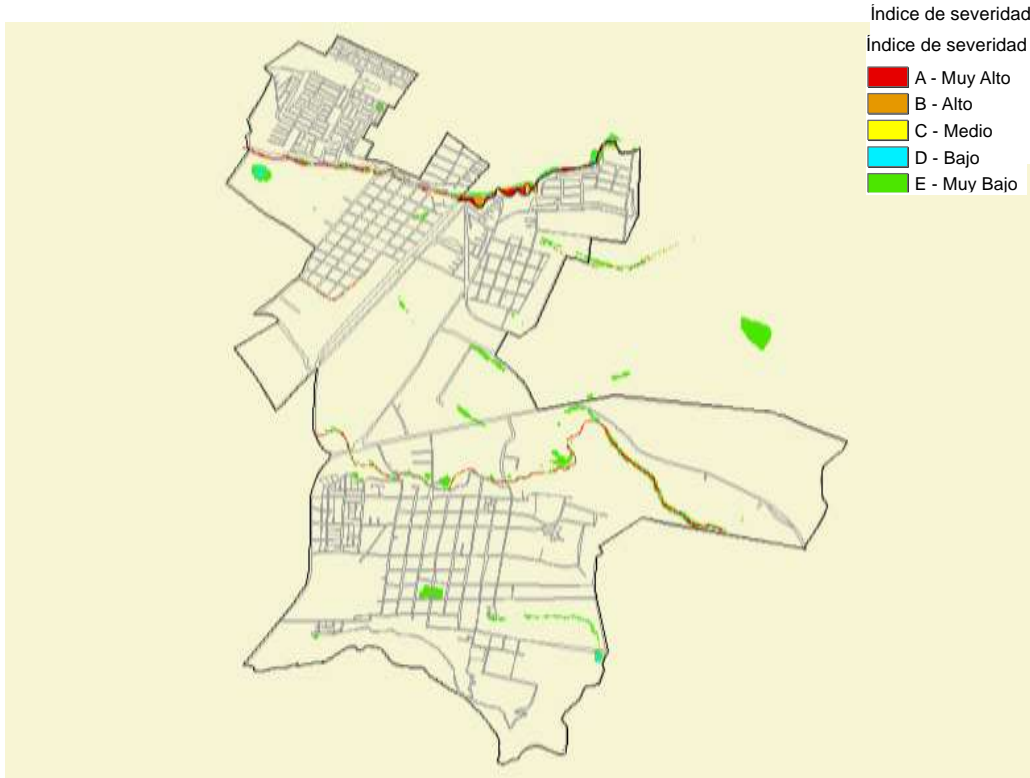 Índice de severidad
Índice de severidad
A - Muy Alto
B - Alto
C - Medio
D - Bajo
E - Muy Bajo